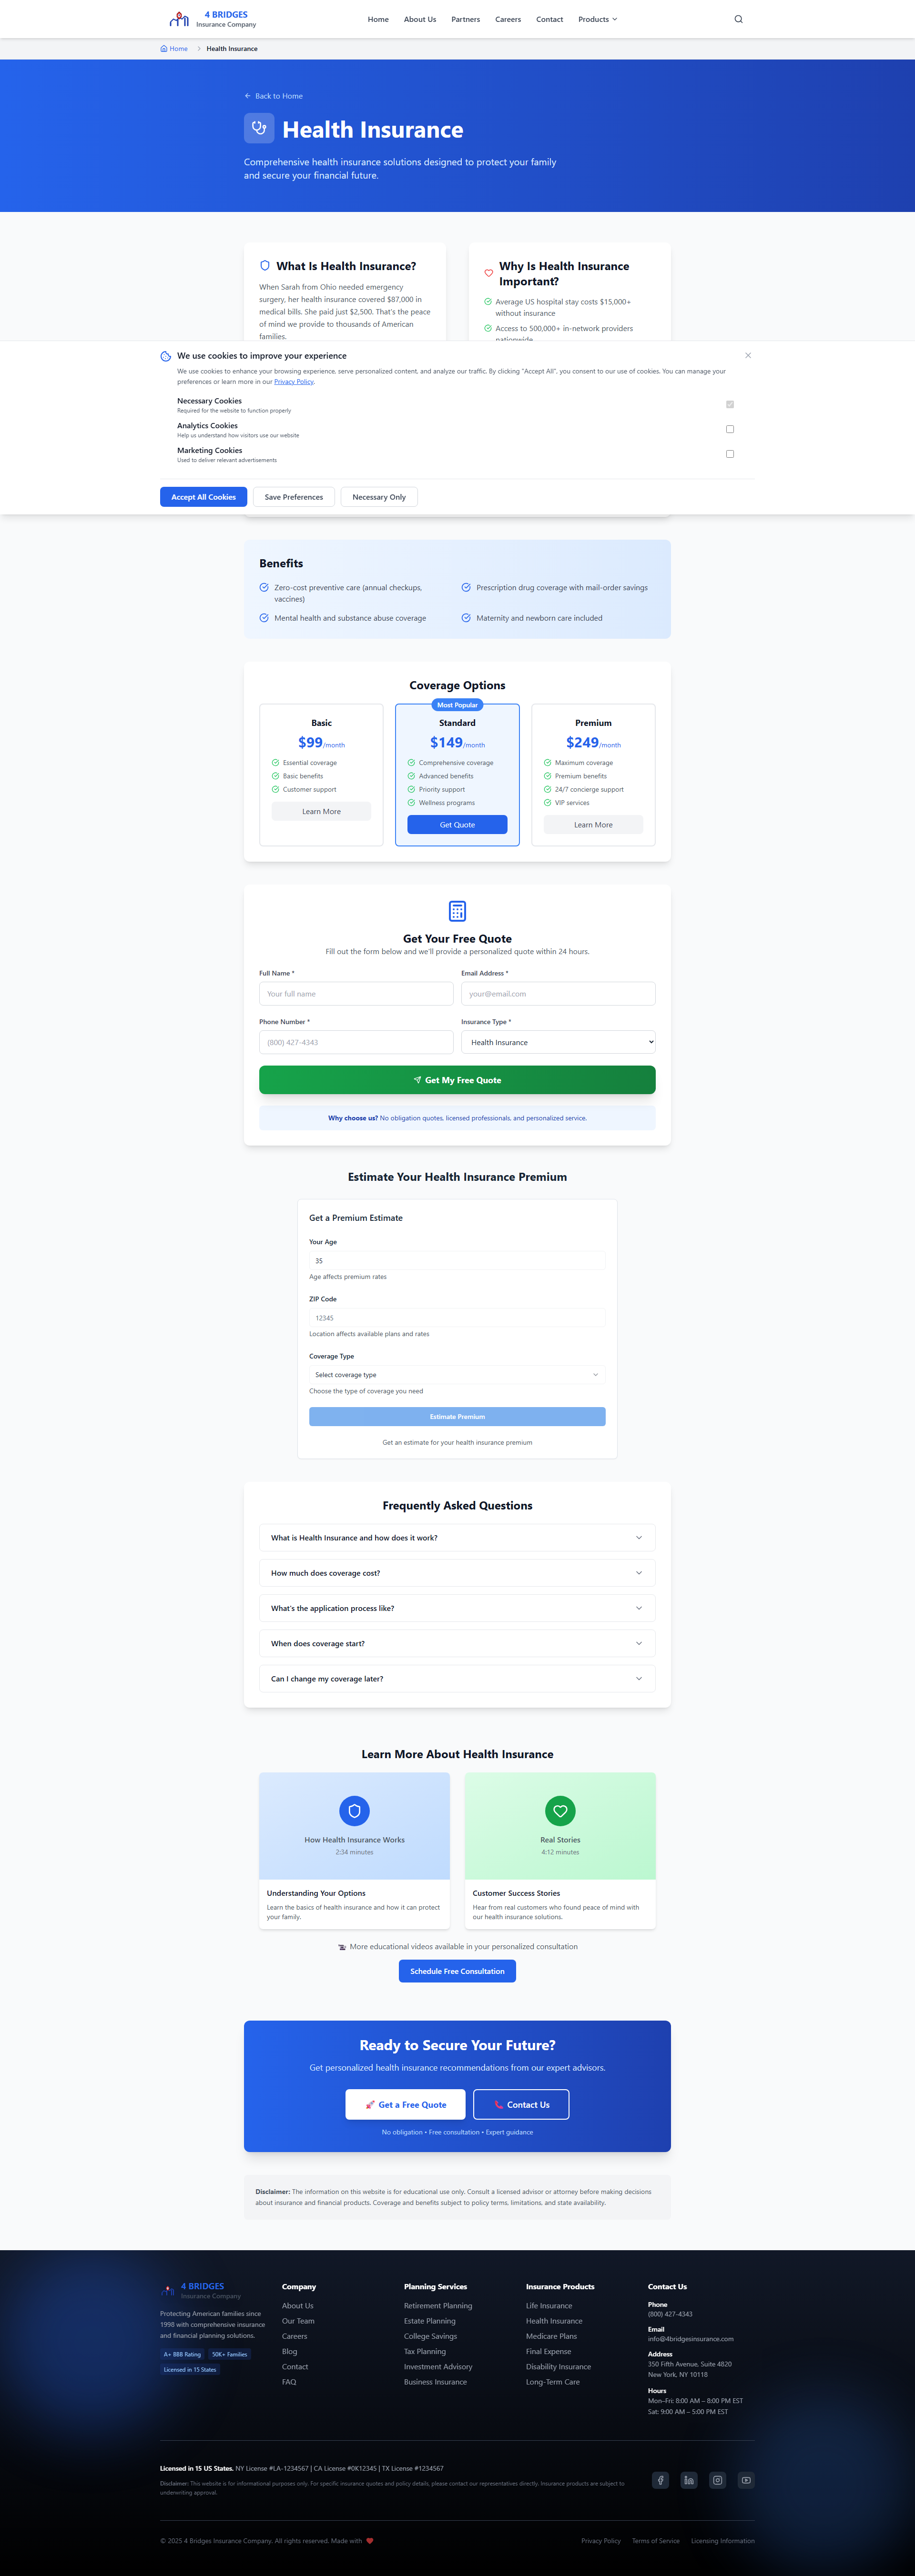 4 BRIDGES
Insurance Company
Home
About Us
Partners
Careers
Contact
Products
Home
Health Insurance
Back to Home
Health Insurance
Comprehensive health insurance solutions designed to protect your family
and secure your financial future.
What Is Health Insurance?
When Sarah from Ohio needed emergency
surgery, her health insurance covered $87,000 in
medical bills. She paid just $2,500. That's the peace
of mind we provide to thousands of American
families.
Why Is Health Insurance
Important?
Average US hospital stay costs $15,000+
without insurance
Access to 500,000+ in-network providers
nationwide
We use cookies to improve your experience
We use cookies to enhance your browsing experience, serve personalized content, and analyze our traffic. By clicking "Accept All", you consent to our use of cookies. You can manage your
preferences or learn more in our Privacy Policy.
Necessary Cookies
Required for the website to function properly
Analytics Cookies
Help us understand how visitors use our website
Marketing Cookies
Used to deliver relevant advertisements
Accept All Cookies
Save Preferences
Necessary Only
Benefits
Zero-cost preventive care (annual checkups,
vaccines)
Prescription drug coverage with mail-order savings
Mental health and substance abuse coverage
Maternity and newborn care included
Coverage Options
Basic
$99/month
Essential coverage
Basic benefits
Customer support
Learn More
Most Popular
Standard
$149/month
Comprehensive coverage
Advanced benefits
Priority support
Wellness programs
Get Quote
Premium
$249/month
Maximum coverage
Premium benefits
24/7 concierge support
VIP services
Learn More
Get Your Free Quote
Fill out the form below and we'll provide a personalized quote within 24 hours.
Full Name *
Your full name
Email Address *
your@email.com
Phone Number *
(800) 427-4343
Insurance Type *
Health Insurance
Get My Free Quote
Why choose us? No obligation quotes, licensed professionals, and personalized service.
Estimate Your Health Insurance Premium
Get a Premium Estimate
Your Age
35
Age affects premium rates
ZIP Code
12345
Location affects available plans and rates
Coverage Type
Select coverage type
Choose the type of coverage you need
Estimate Premium
Get an estimate for your health insurance premium
Frequently Asked Questions
What is Health Insurance and how does it work?
How much does coverage cost?
What's the application process like?
When does coverage start?
Can I change my coverage later?
Learn More About Health Insurance
How Health Insurance Works
2:34 minutes
Understanding Your Options
Learn the basics of health insurance and how it can protect
your family.
Real Stories
4:12 minutes
Customer Success Stories
Hear from real customers who found peace of mind with
our health insurance solutions.
More educational videos available in your personalized consultation
Schedule Free Consultation
Ready to Secure Your Future?
Get personalized health insurance recommendations from our expert advisors.
🚀 Get a Free Quote
📞 Contact Us
No obligation • Free consultation • Expert guidance
Disclaimer: The information on this website is for educational use only. Consult a licensed advisor or attorney before making decisions
about insurance and financial products. Coverage and benefits subject to policy terms, limitations, and state availability.
4 BRIDGES
Insurance Company
Protecting American families since
1998 with comprehensive insurance
and financial planning solutions.
A+ BBB Rating
50K+ Families
Licensed in 15 States
Company
About Us
Our Team
Careers
Blog
Contact
FAQ
Planning Services
Retirement Planning
Estate Planning
College Savings
Tax Planning
Investment Advisory
Business Insurance
Insurance Products
Life Insurance
Health Insurance
Medicare Plans
Final Expense
Disability Insurance
Long-Term Care
Contact Us
Phone
(800) 427-4343
Email
info@4bridgesinsurance.com
Address
350 Fifth Avenue, Suite 4820
New York, NY 10118
Hours
Mon–Fri: 8:00 AM – 8:00 PM EST
Sat: 9:00 AM – 5:00 PM EST
Licensed in 15 US States. NY License #LA-1234567 | CA License #0K12345 | TX License #1234567
Disclaimer: This website is for informational purposes only. For specific insurance quotes and policy details, please contact our representatives directly. Insurance products are subject to
underwriting approval.
© 2025 4 Bridges Insurance Company. All rights reserved. Made with ❤️
Privacy Policy
Terms of Service
Licensing Information